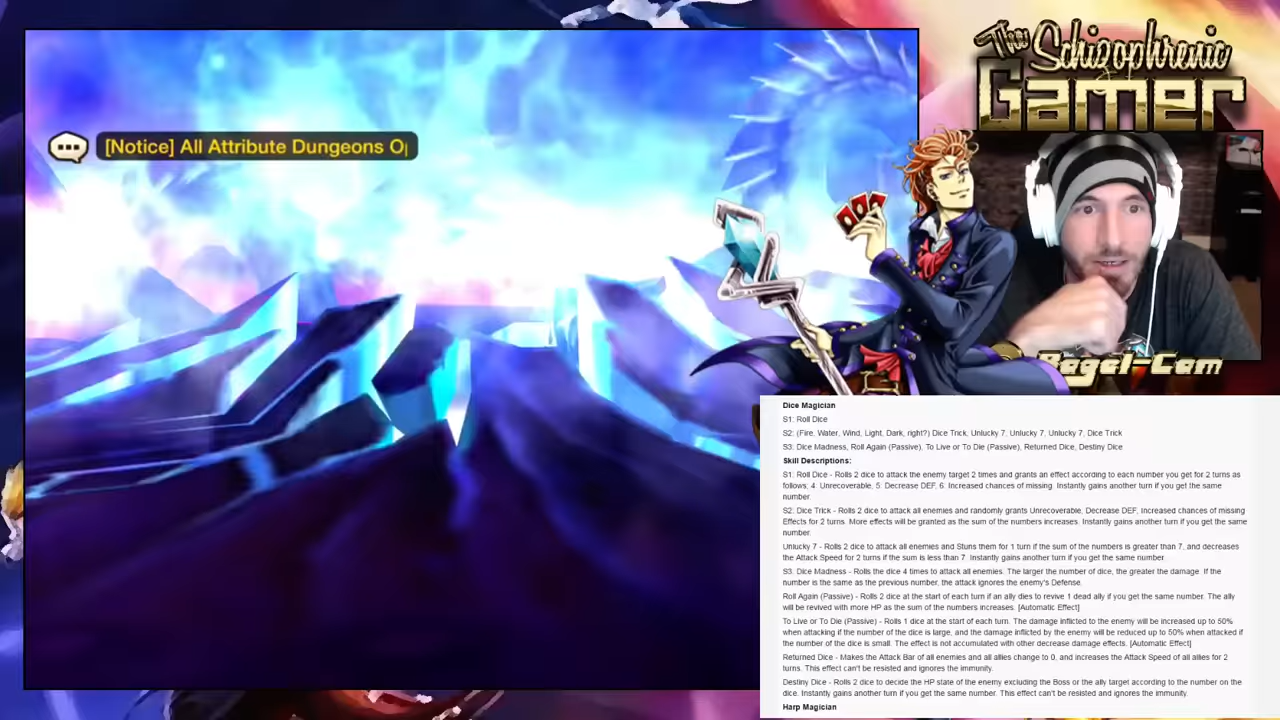 The Schizophrenic
Gamer
[Notice] All Attribute Dungeons O
Bagel-Cam
Dice Magician
S1: Roll Dice
S2: (Fire, Water, Wind, Light, Dark, right?) Dice Trick, Unlucky 7, Unlucky 7, Unlucky 7, Dice Trick
S3: Dice Madness, Roll Again (Passive), To Live or To Die (Passive), Returned Dice, Destiny Dice
Skill Descriptions:
S1: Roll Dice - Rolls 2 dice to attack the enemy target 2 times and grants an effect according to each number you get for 2 turns as
follows; 4: Unrecoverable, 5: Decrease DEF, 6: Increased chances of missing. Instantly gains another turn if you get the same
number.
S2: Dice Trick - Rolls 2 dice to attack all enemies and randomly grants Unrecoverable, Decrease DEF, Increased chances of missing
Effects for 2 turns. More effects will be granted as the sum of the numbers increases. Instantly gains another turn if you get the same
number.
Unlucky 7 - Rolls 2 dice to attack all enemies and Stuns them for 1 turn if the sum of the numbers is greater than 7, and decreases
the Attack Speed for 2 turns if the sum is less than 7. Instantly gains another turn if you get the same number.
S3: Dice Madness - Rolls the dice 4 times to attack all enemies. The larger the number of dice, the greater the damage. If the
number is the same as the previous number, the attack ignores the enemy's Defense.
Roll Again (Passive) - Rolls 2 dice at the start of each turn if an ally dies to revive 1 dead ally if you get the same number. The ally
will be revived with more HP as the sum of the numbers increases. [Automatic Effect]
To Live or To Die (Passive) - Rolls 1 dice at the start of each turn. The damage inflicted to the enemy will be increased up to 50%
when attacking if the number of the dice is large, and the damage inflicted by the enemy will be reduced up to 50% when attacked if
the number of the dice is small. The effect is not accumulated with other decrease damage effects. [Automatic Effect]
Returned Dice - Makes the Attack Bar of all enemies and all allies change to 0, and increases the Attack Speed of all allies for 2
turns. This effect can't be resisted and ignores the immunity.
Destiny Dice - Rolls 2 dice to decide the HP state of the enemy excluding the Boss or the ally target according to the number on the
dice. Instantly gains another turn if you get the same number. This effect can't be resisted and ignores the immunity.
Harp Magician